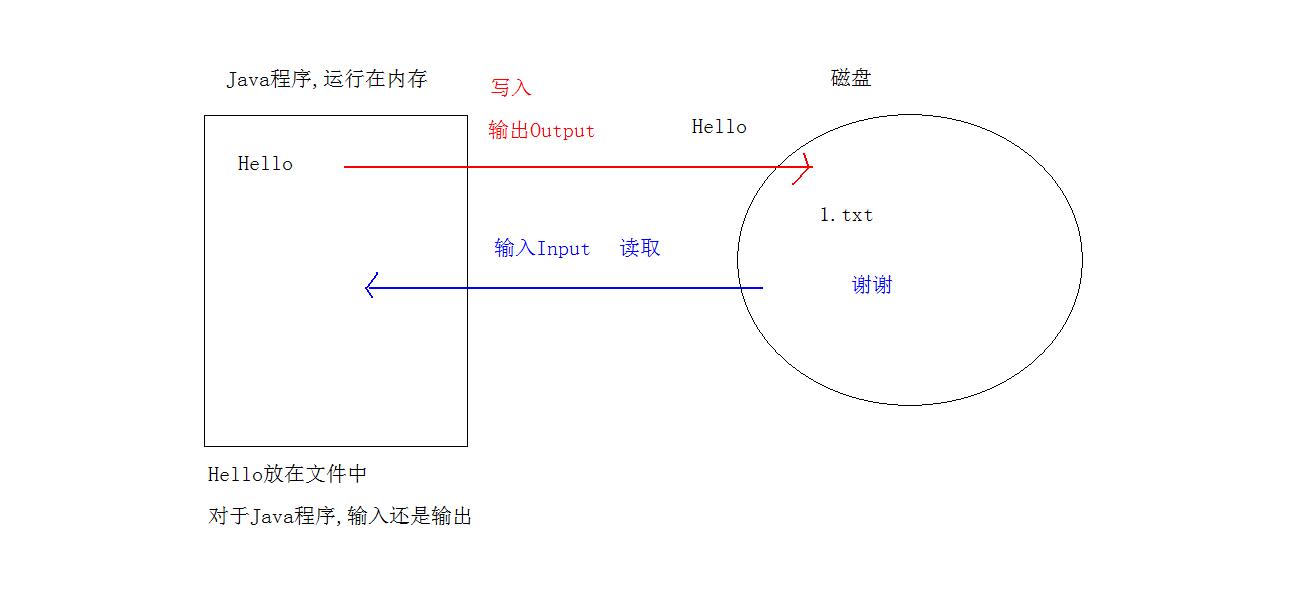 Java程序,运行在内存
写入
磁盘
输出Output
Hello
Hello
1.txt
输入Input 读取
谢谢
Hello放在文件中
对于Java程序,输入还是输出